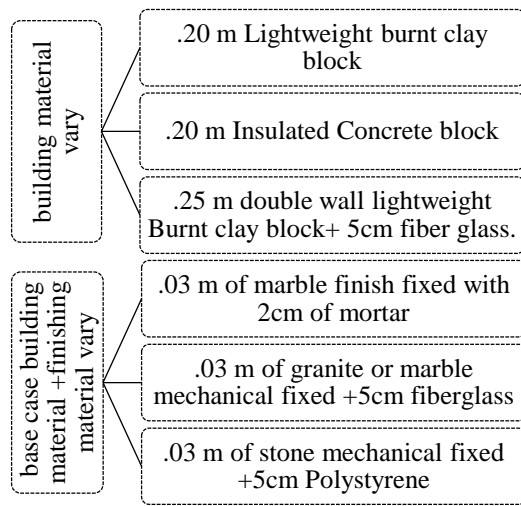 building material
vary
.20 m Lightweight burnt clay
block
.20 m Insulated Concrete block
.25 m double wall lightweight
Burnt clay block+ 5cm fiber glass.
base case building
material +finishing
material vary
.03 m of marble finish fixed with
2cm of mortar
.03 m of granite or marble
mechanical fixed +5cm fiberglass
.03 m of stone mechanical fixed
+5cm Polystyrene